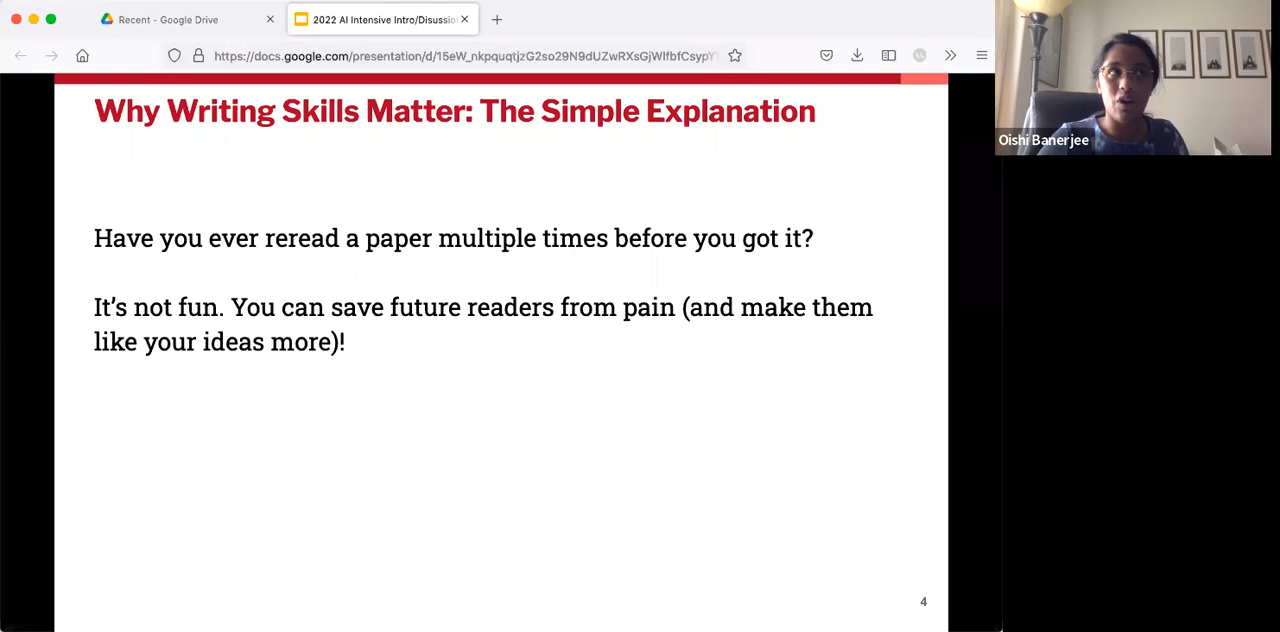 Recent - Google Drive
2022 AI Intensive Intro/Disussio
https://docs.google.com/presentation/d/15eW_nkpquqtjzG2so29N9dUZwRXsGjWlfbfCsypY
Oishi Banerjee
Why Writing Skills Matter: The Simple Explanation
Have you ever reread a paper multiple times before you got it?
It's not fun. You can save future readers from pain (and make them
like your ideas more)!
4